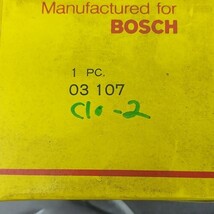 Manufactured for
BOSCH
1 PC.
03 107
C10-2